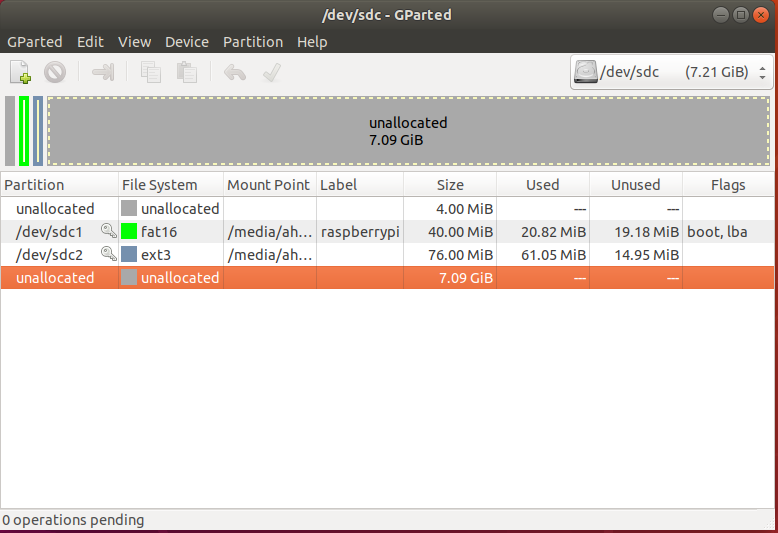 /dev/sdc - GParted
GParted Edit View Device Partition Help
/dev/sdc (7.21 GiB)
unallocated
7.09 GiB
Partition File System Mount Point Label Size Used Unused Flags
unallocated unallocated 4.00 MiB --- ---
/dev/sdc1 fat16 /media/ah... raspberrypi 40.00 MiB 20.82 MiB 19.18 MiB boot, lba
/dev/sdc2 ext3 /media/ah... 76.00 MiB 61.05 MiB 14.95 MiB
unallocated unallocated 7.09 GiB --- ---
0 operations pending